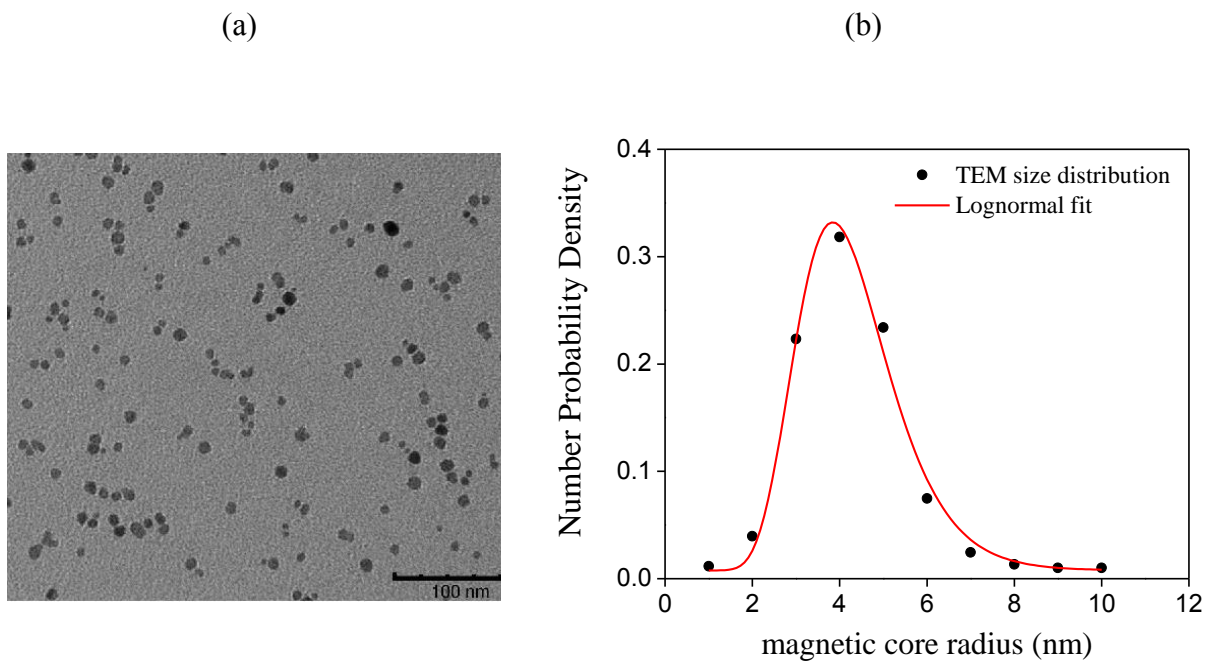 (a)
(b)
100 nm
Number Probability Density
0.4
0.3
0.2
0.1
0.0
TEM size distribution
Lognormal fit
0 2 4 6 8 10 12
magnetic core radius (nm)